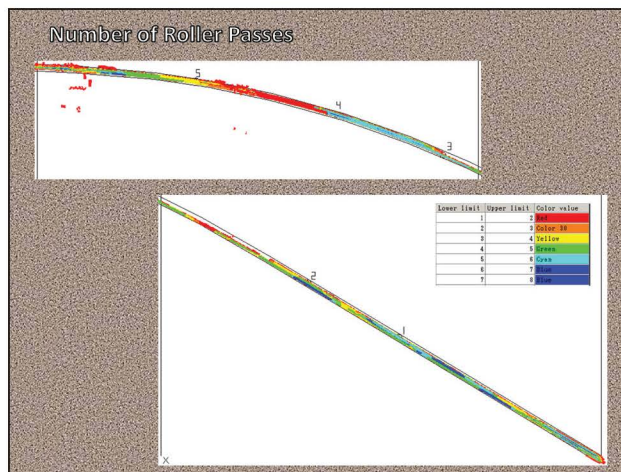 Number of Roller Passes
5
4
3
Lower limit Upper limit Color value
1 2 Red
2 3 Color 30
3 4 Yellow
4 5 Green
5 6 Cyan
6 7 Blue
7 8 Blue
2
1
X